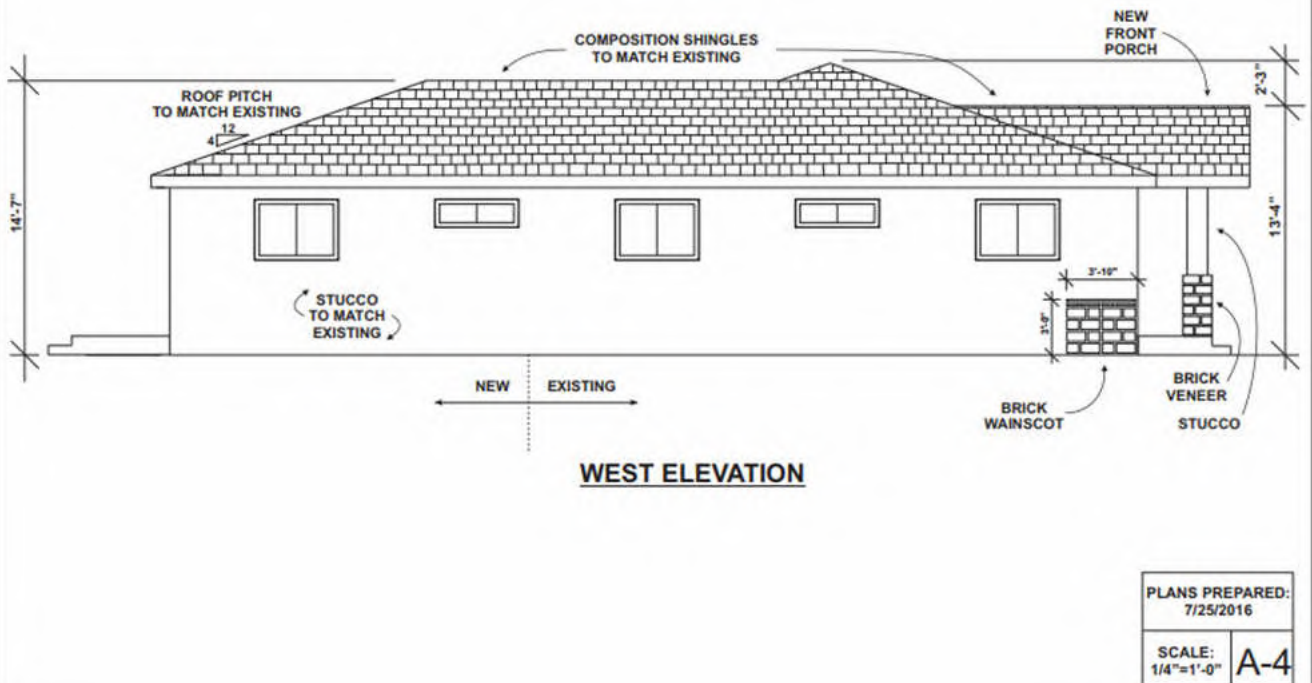 NEW
FRONT
PORCH
COMPOSITION SHINGLES
TO MATCH EXISTING
2'-3"
ROOF PITCH
TO MATCH EXISTING
12
4
14'-7"
13'-4"
3'-10"
3'-0"
STUCCO
TO MATCH
EXISTING
NEW
EXISTING
BRICK
WAINSCOT
BRICK
VENEER
STUCCO
WEST ELEVATION
PLANS PREPARED:
7/25/2016
SCALE:
1/4"=1'-0"
A-4